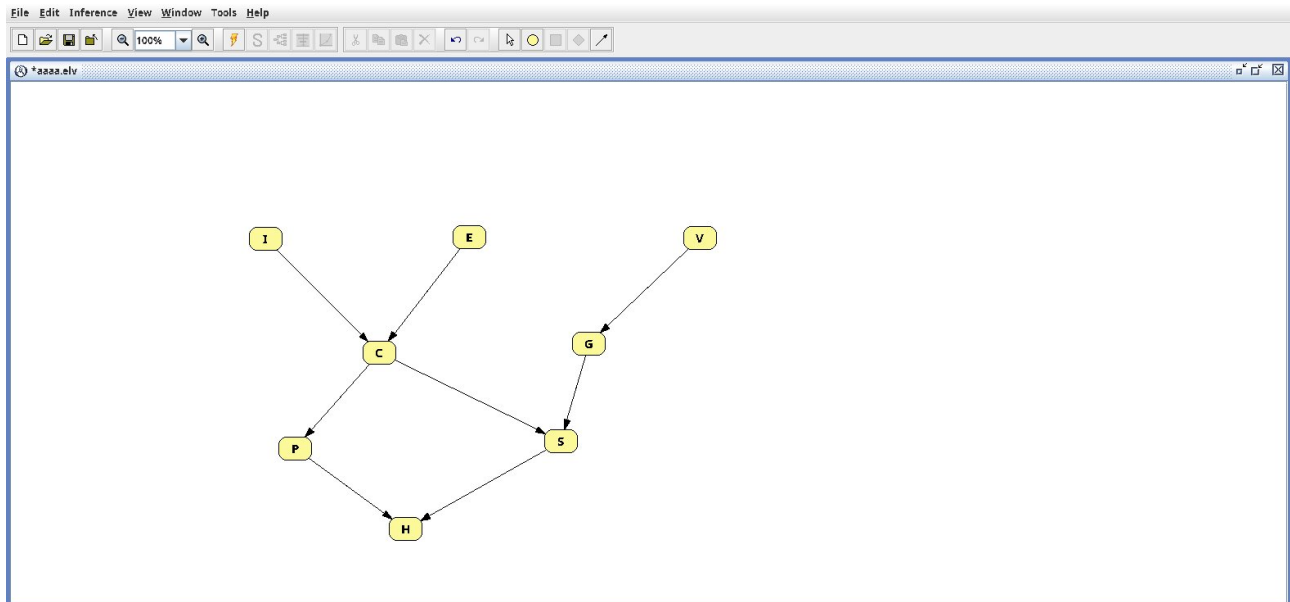 File Edit Inference View Window Tools Help
100% S
*aaaa.elv
I E V
G
C
S
P
H